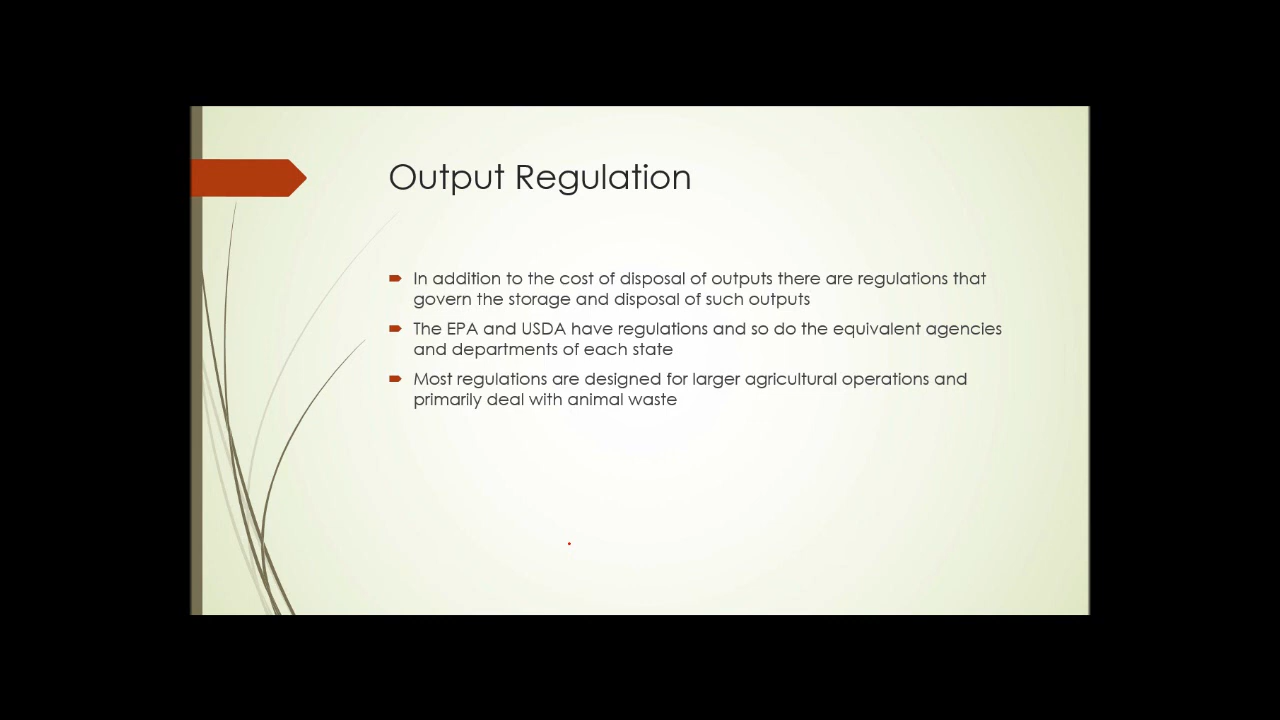 Output Regulation
In addition to the cost of disposal of outputs there are regulations that
govern the storage and disposal of such outputs
The EPA and USDA have regulations and so do the equivalent agencies
and departments of each state
Most regulations are designed for larger agricultural operations and
primarily deal with animal waste